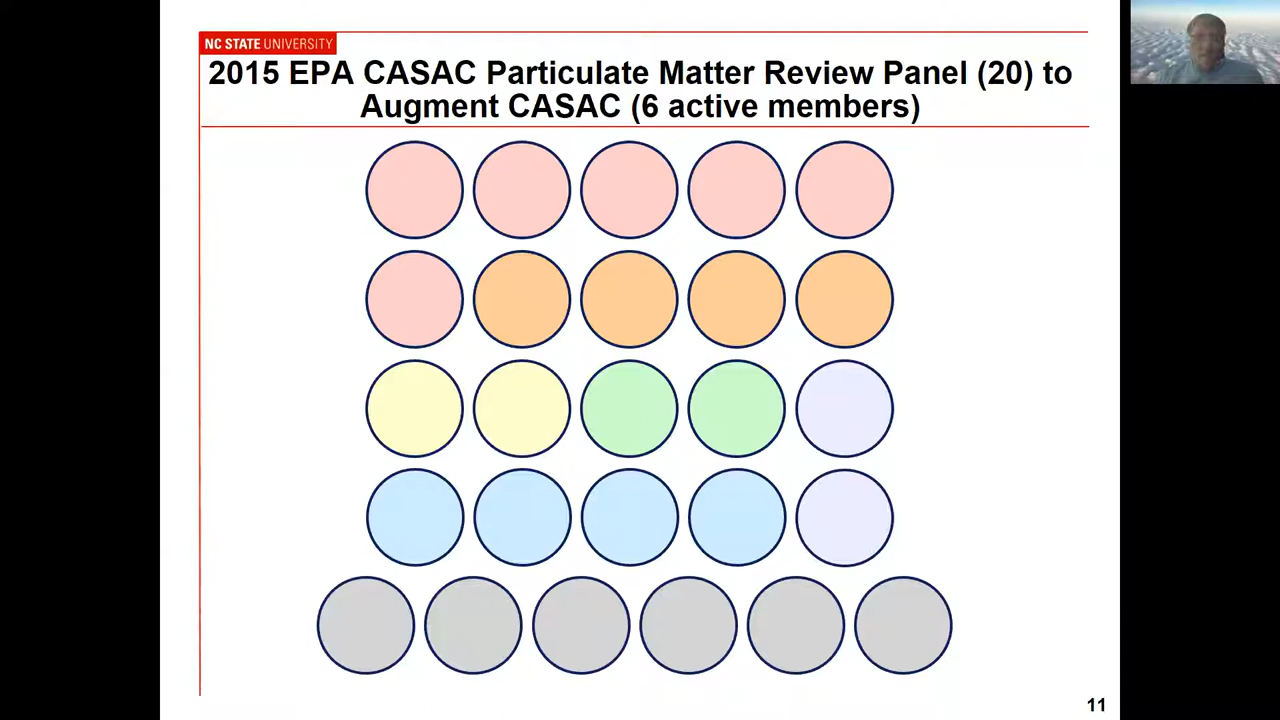 NC STATE UNIVERSITY
2015 EPA CASAC Particulate Matter Review Panel (20) to
Augment CASAC (6 active members)
11